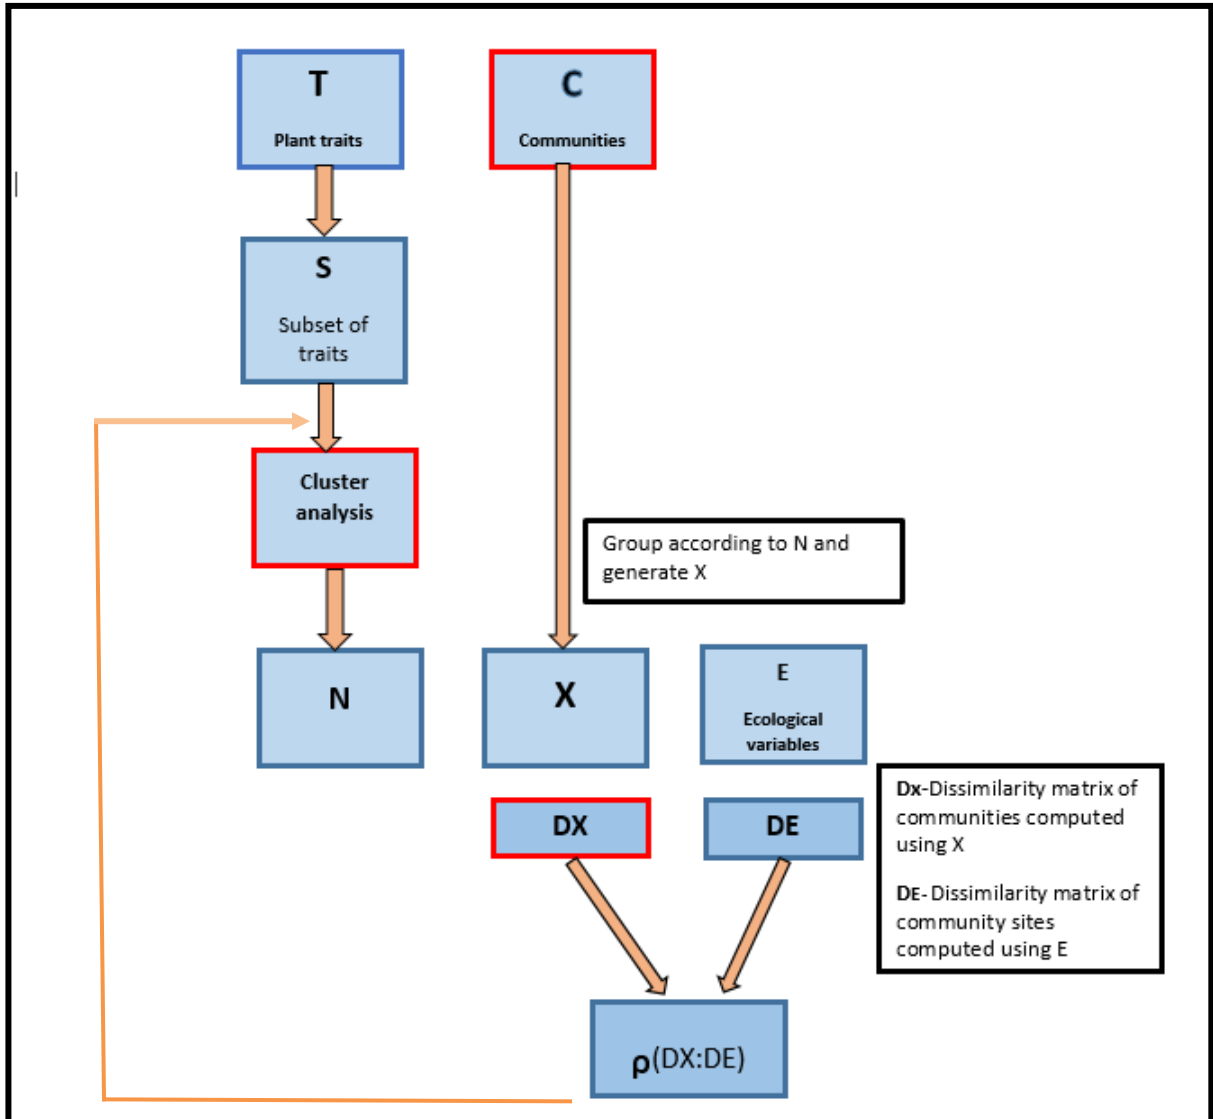 T
Plant traits
C
Communities
S
Subset of
traits
Cluster
analysis
Group according to N and
generate X
N
X
E
Ecological
variables
DX
DE
Dx-Dissimilarity matrix of
communities computed
using X
DE- Dissimilarity matrix of
community sites
computed using E
ρ(DX:DE)